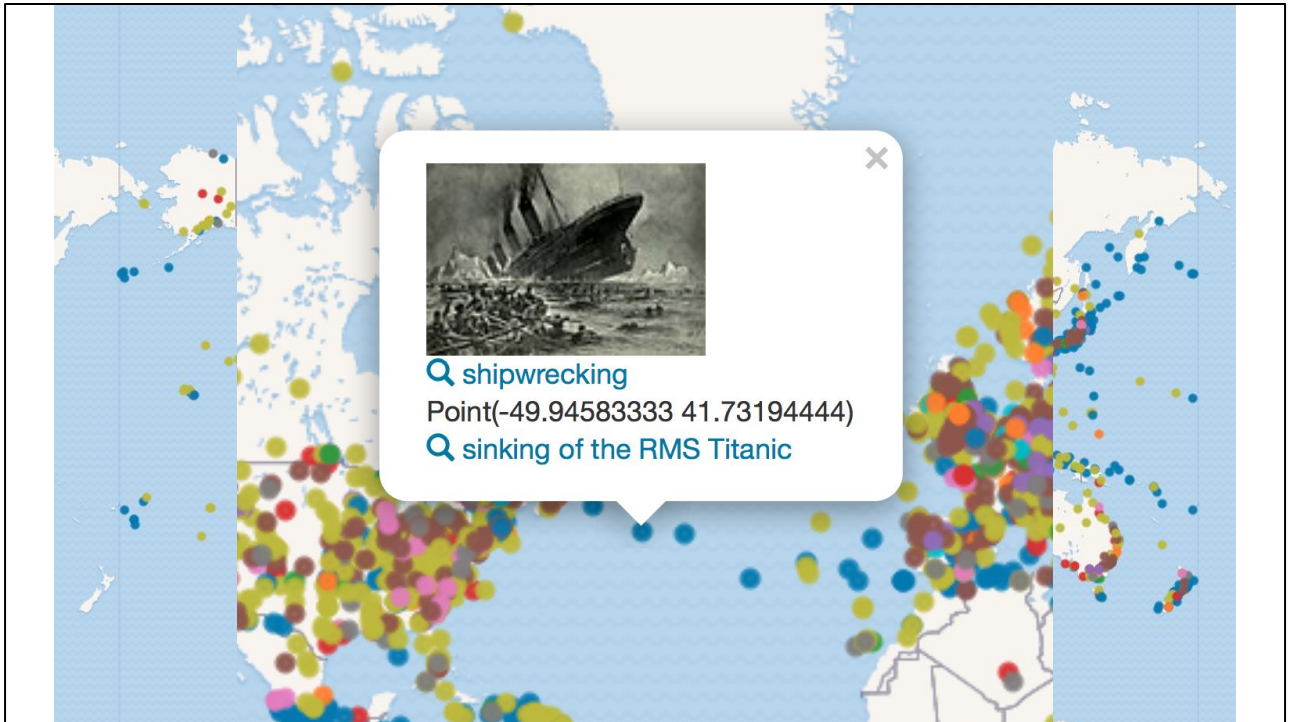 shipwrecking
Point(-49.94583333 41.73194444)
sinking of the RMS Titanic